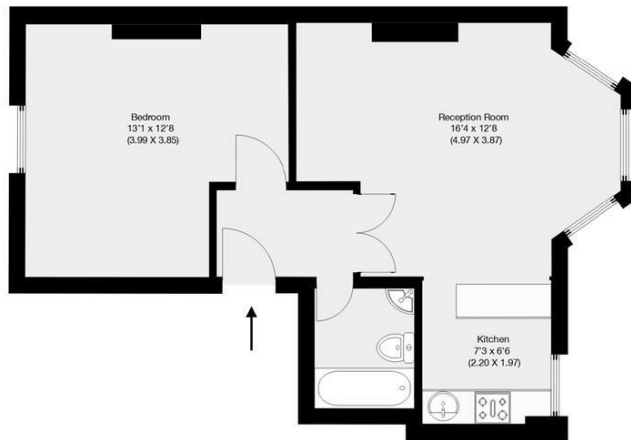 Bedroom
13'1 x 12'8
(3.99 X 3.85)
Reception Room
16'4 x 12'8
(4.97 X 3.87)
Kitchen
7'3 x 6'6
(2.20 X 1.97)